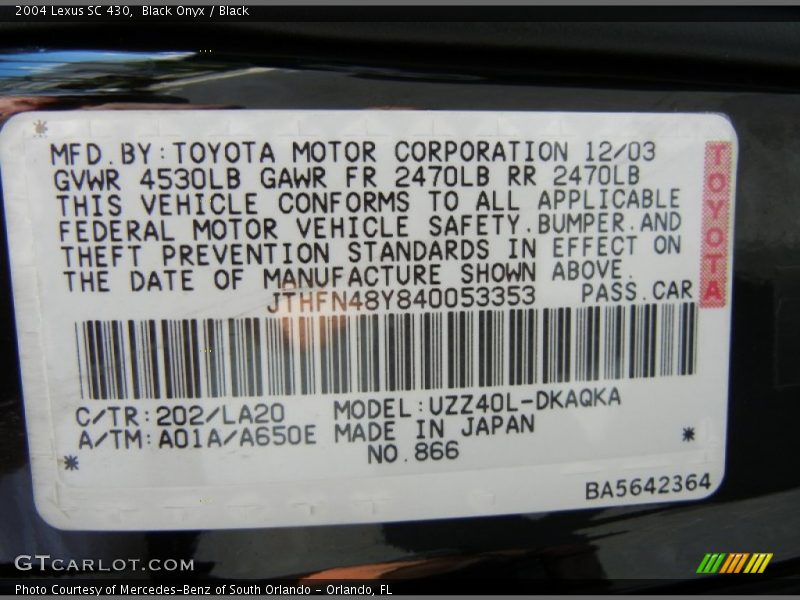 2004 Lexus SC 430, Black Onyx / Black
MFD.BY:TOYOTA MOTOR CORPORATION 12/03
GVWR 4530LB GAWR FR 2470LB RR 2470LB
THIS VEHICLE CONFORMS TO ALL APPLICABLE
FEDERAL MOTOR VEHICLE SAFETY.BUMPER.AND
THEFT PREVENTION STANDARDS IN EFFECT ON
THE DATE OF MANUFACTURE SHOWN ABOVE.
JTHFN48Y840053353 PASS.CAR
TOYOTA
C/TR:202/LA20 MODEL:UZZ40L-DKAQKA
A/TM:A01A/A650E MADE IN JAPAN
NO.866
BA5642364
GTCARLOT.COM
Photo Courtesy of Mercedes-Benz of South Orlando - Orlando, FL